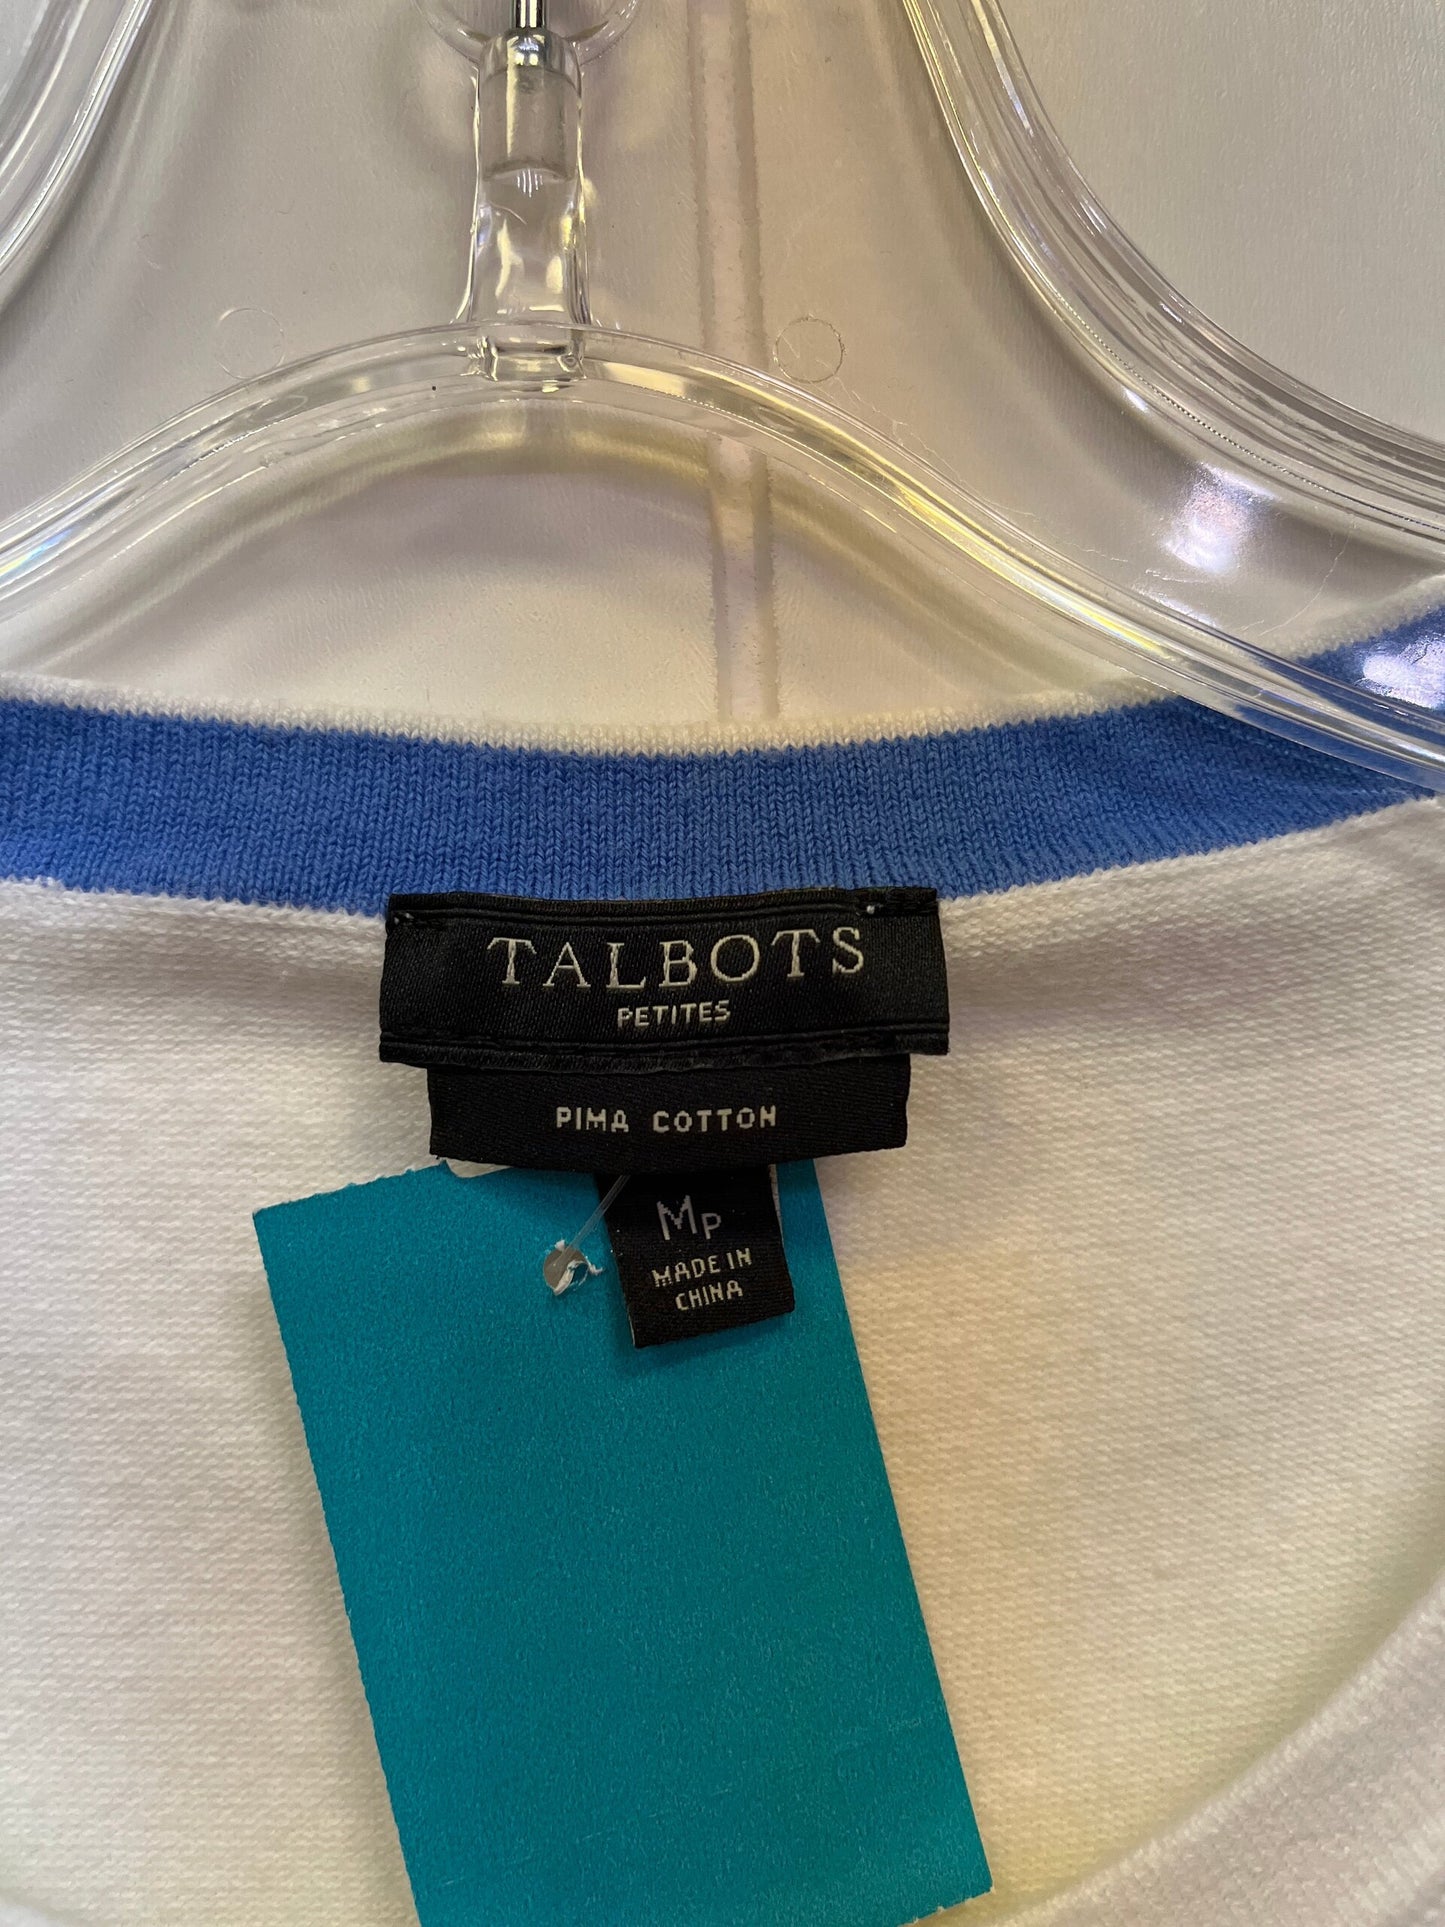 TALBOTS
PETITES
PIMA COTTON
MP
MADE IN
CHINA